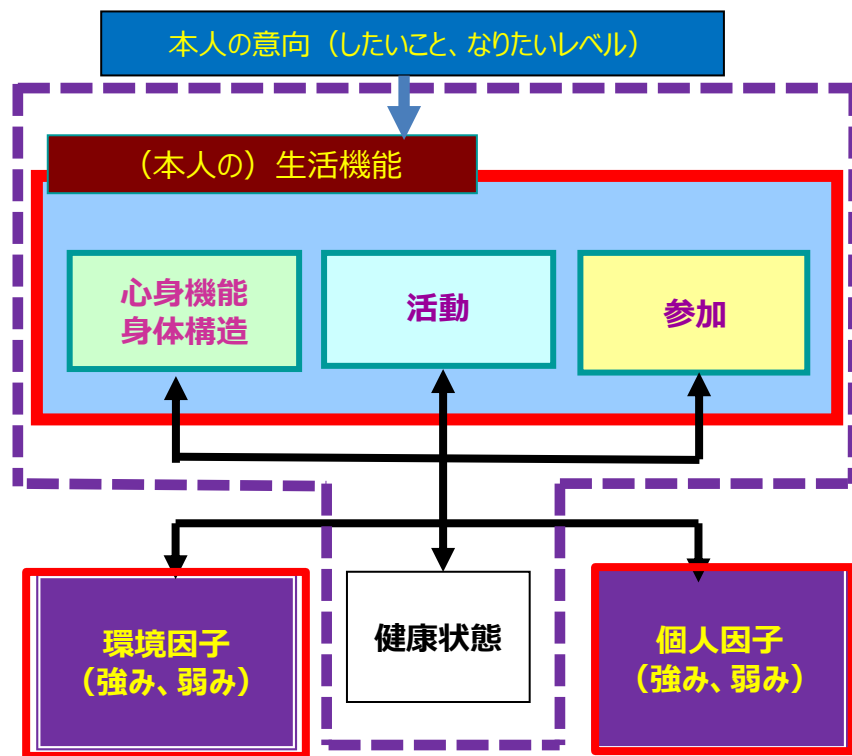 本人の意向（したいこと、なりたいレベル）
（本人の）生活機能
心身機能
身体構造
活動
参加
環境因子
（強み、弱み）
健康状態
個人因子
（強み、弱み）